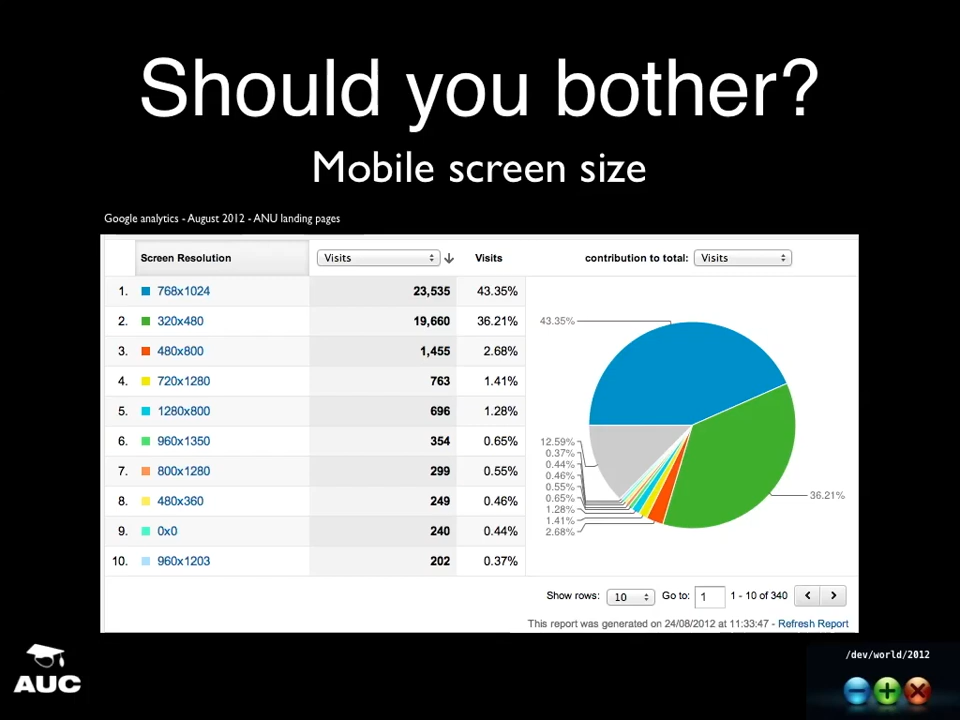 Should you bother?
Mobile screen size
Google analytics - August 2012 - ANU landing pages
Screen Resolution Visits Visits contribution to total: Visits
1. 768x1024 23,535 43.35%
2. 320x480 19,660 36.21%
3. 480x800 1,455 2.68%
4. 720x1280 763 1.41%
5. 1280x800 696 1.28%
6. 960x1350 354 0.65%
7. 800x1280 299 0.55%
8. 480x360 249 0.46%
9. 0x0 240 0.44%
10. 960x1203 202 0.37%
43.35%
12.59%
0.37%
0.44%
0.46%
0.55%
0.65%
1.28%
1.41%
2.68%
36.21%
Show rows: 10 Go to: 1 1 - 10 of 340
This report was generated on 24/08/2012 at 11:33:47 - Refresh Report
AUC
/dev/world/2012